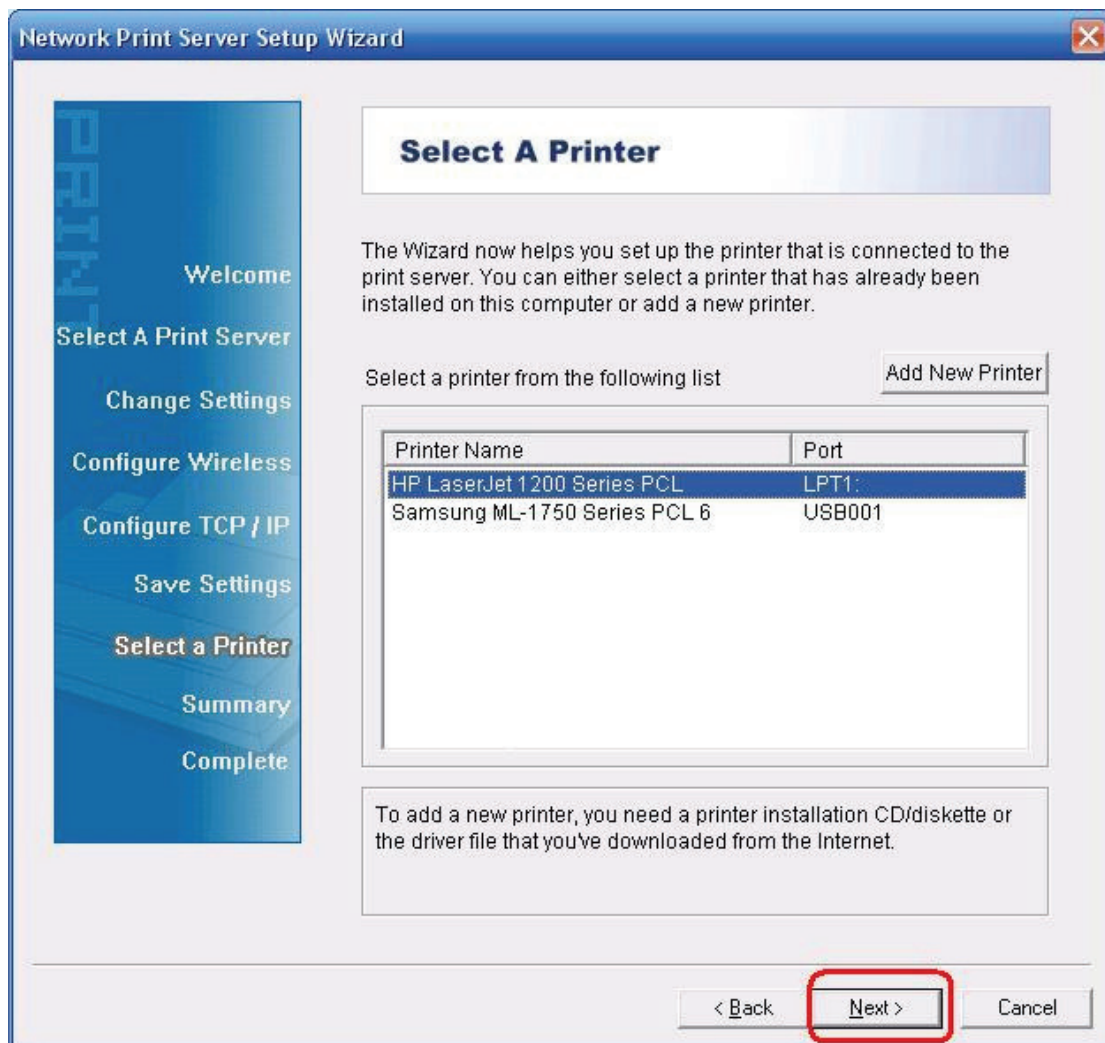 Network Print Server Setup Wizard
PRINT
Welcome
Select A Print Server
Change Settings
Configure Wireless
Configure TCP / IP
Save Settings
Select a Printer
Summary
Complete
Select A Printer
The Wizard now helps you set up the printer that is connected to the
print server. You can either select a printer that has already been
installed on this computer or add a new printer.
Select a printer from the following list
Add New Printer
Printer Name Port
HP LaserJet 1200 Series PCL LPT1:
Samsung ML-1750 Series PCL 6 USB001
To add a new printer, you need a printer installation CD/diskette or
the driver file that you've downloaded from the Internet.
< Back Next > Cancel